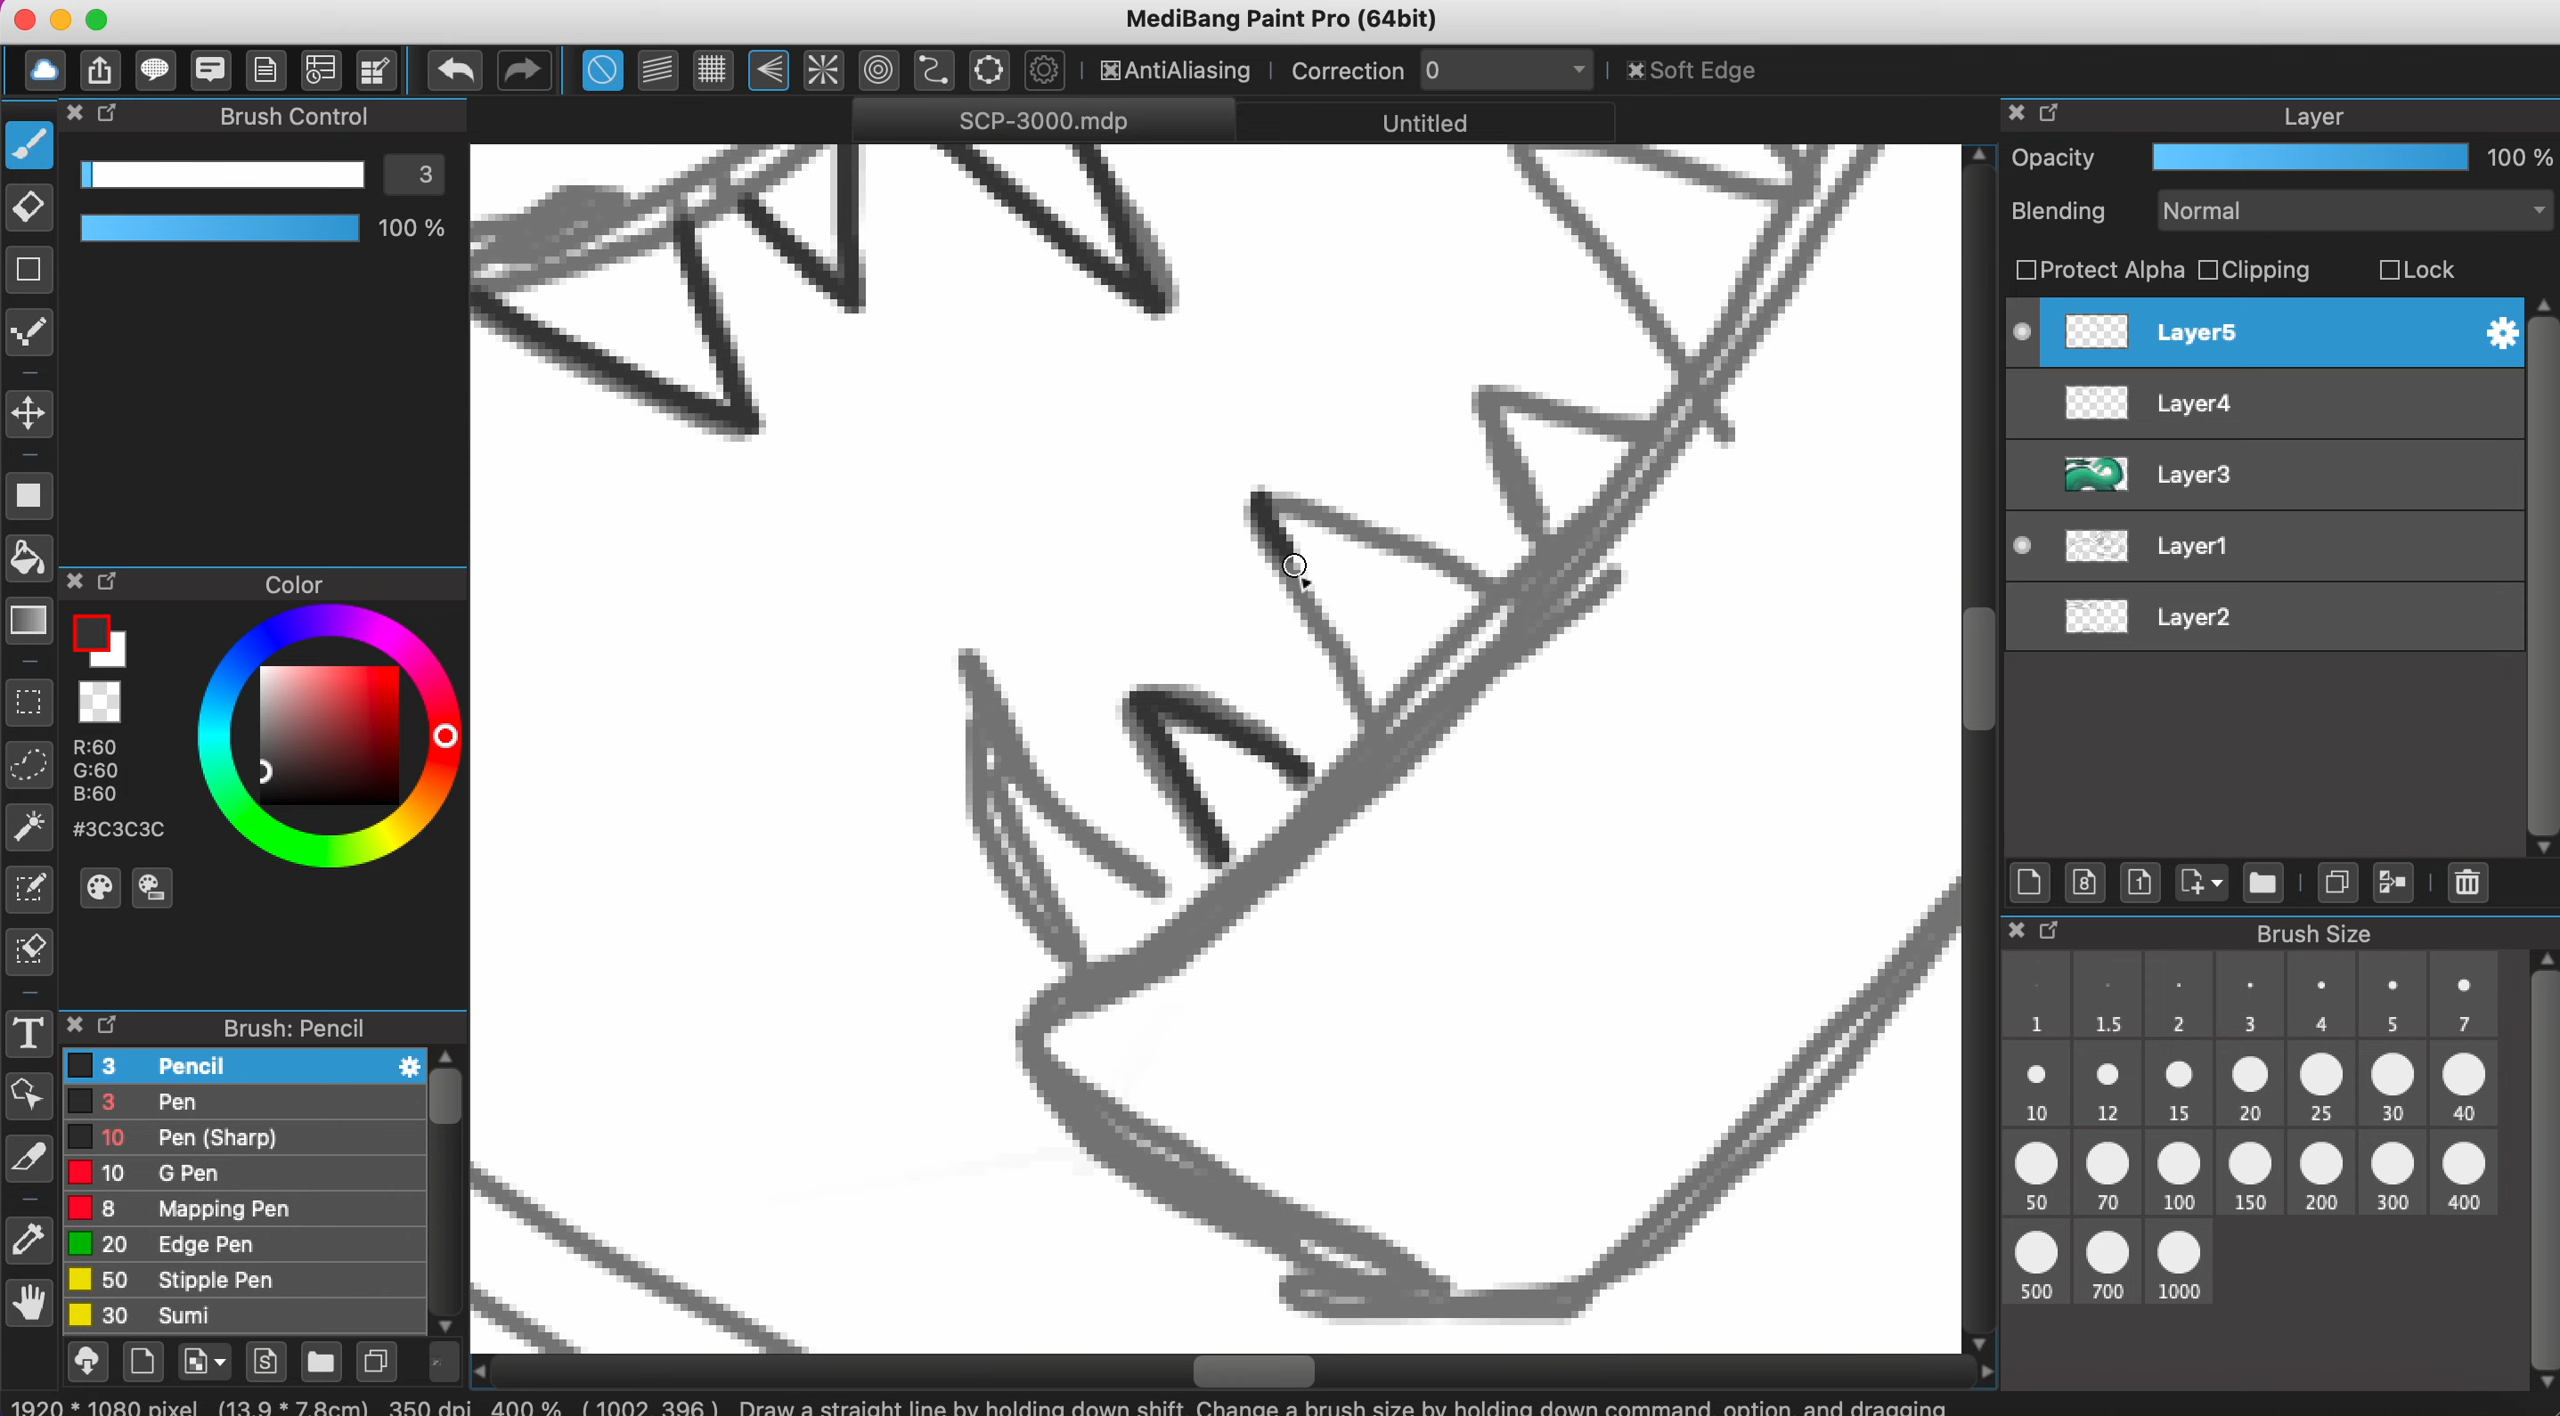 MediBang Paint Pro (64bit)
AntiAliasing Correction 0 Soft Edge
SCP-3000.mdp Untitled
Brush Control
3
100 %
Color
R:60
G:60
B:60
#3C3C3C
Brush: Pencil
3 Pencil
3 Pen
10 Pen (Sharp)
10 G Pen
8 Mapping Pen
20 Edge Pen
50 Stipple Pen
30 Sumi
Layer
Opacity 100 %
Blending Normal
Protect Alpha Clipping Lock
Layer5
Layer4
Layer3
Layer1
Layer2
8 1
Brush Size
1 1.5 2 3 4 5 7
10 12 15 20 25 30 40
50 70 100 150 200 300 400
500 700 1000
T
S
1920 * 1080 pixel (13.9 * 7.8cm) 350 dpi 400 % ( 1002, 396 ) Draw a straight line by holding down shift, Change a brush size by holding down command, option, and dragging